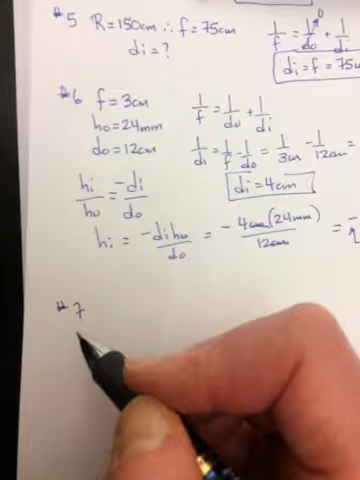 #5 R=150cm ∴ f=75cm
di=?
1/f = 1/do + 1/di
0
di=f=75c
#6 f=3cm
ho=24mm
do=12cm
1/f = 1/do + 1/di
1/di = 1/f - 1/do = 1/3cm - 1/12cm =
di=4cm
hi/ho = -di/do
hi = -diho/do = -4cm(24mm)/12cm =
#7